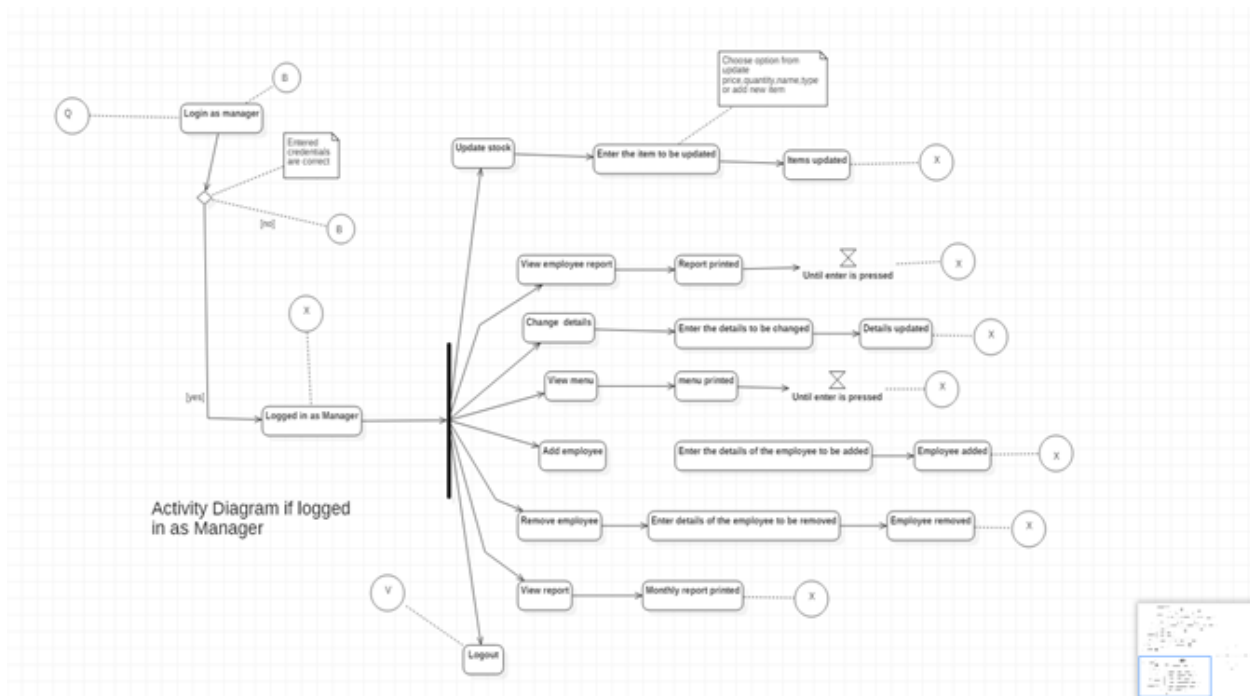 Choose option from
update
price,quantity,name,type
or add new item
B
Q
Login as manager
Entered
credentials
are correct
Update stock
Enter the item to be updated
Items updated
X
[no]
B
View employee report
Report printed
Until enter is pressed
X
X
Change details
Enter the details to be changed
Details updated
X
View menu
menu printed
Until enter is pressed
X
[yes]
Logged in as Manager
Add employee
Enter the details of the employee to be added
Employee added
X
Activity Diagram if logged
in as Manager
Remove employee
Enter details of the employee to be removed
Employee removed
X
V
View report
Monthly report printed
X
Logout